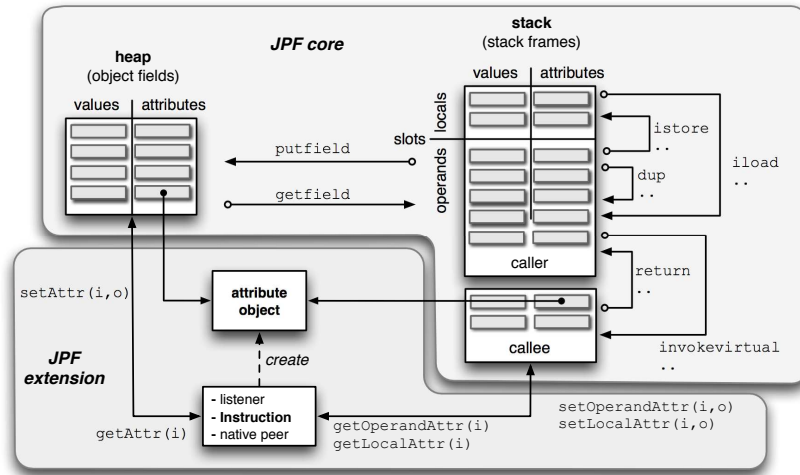 JPF core
heap
(object fields)
values attributes
stack
(stack frames)
values attributes
locals
slots
operands
putfield
getfield
istore
..
dup
..
iload
..
caller
return
..
callee
invokevirtual
..
setAttr(i,o)
attribute
object
create
JPF
extension
- listener
- Instruction
- native peer
getAttr(i)
getOperandAttr(i)
getLocalAttr(i)
setOperandAttr(i,o)
setLocalAttr(i,o)